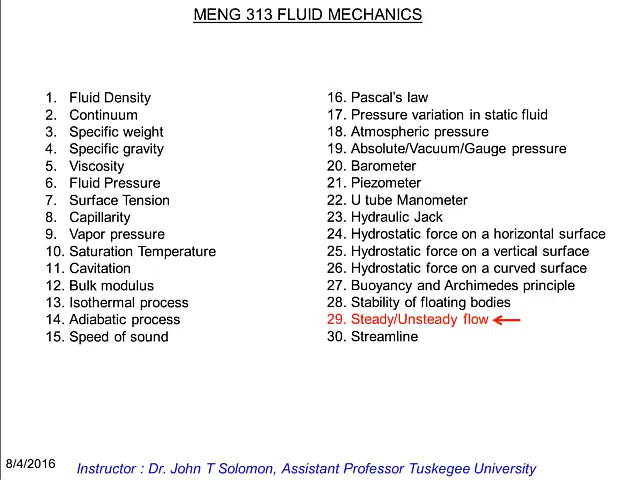 MENG 313 FLUID MECHANICS
1. Fluid Density
2. Continuum
3. Specific weight
4. Specific gravity
5. Viscosity
6. Fluid Pressure
7. Surface Tension
8. Capillarity
9. Vapor pressure
10. Saturation Temperature
11. Cavitation
12. Bulk modulus
13. Isothermal process
14. Adiabatic process
15. Speed of sound
16. Pascal's law
17. Pressure variation in static fluid
18. Atmospheric pressure
19. Absolute/Vacuum/Gauge pressure
20. Barometer
21. Piezometer
22. U tube Manometer
23. Hydraulic Jack
24. Hydrostatic force on a horizontal surface
25. Hydrostatic force on a vertical surface
26. Hydrostatic force on a curved surface
27. Buoyancy and Archimedes principle
28. Stability of floating bodies
29. Steady/Unsteady flow
30. Streamline
8/4/2016
Instructor : Dr. John T Solomon, Assistant Professor Tuskegee University